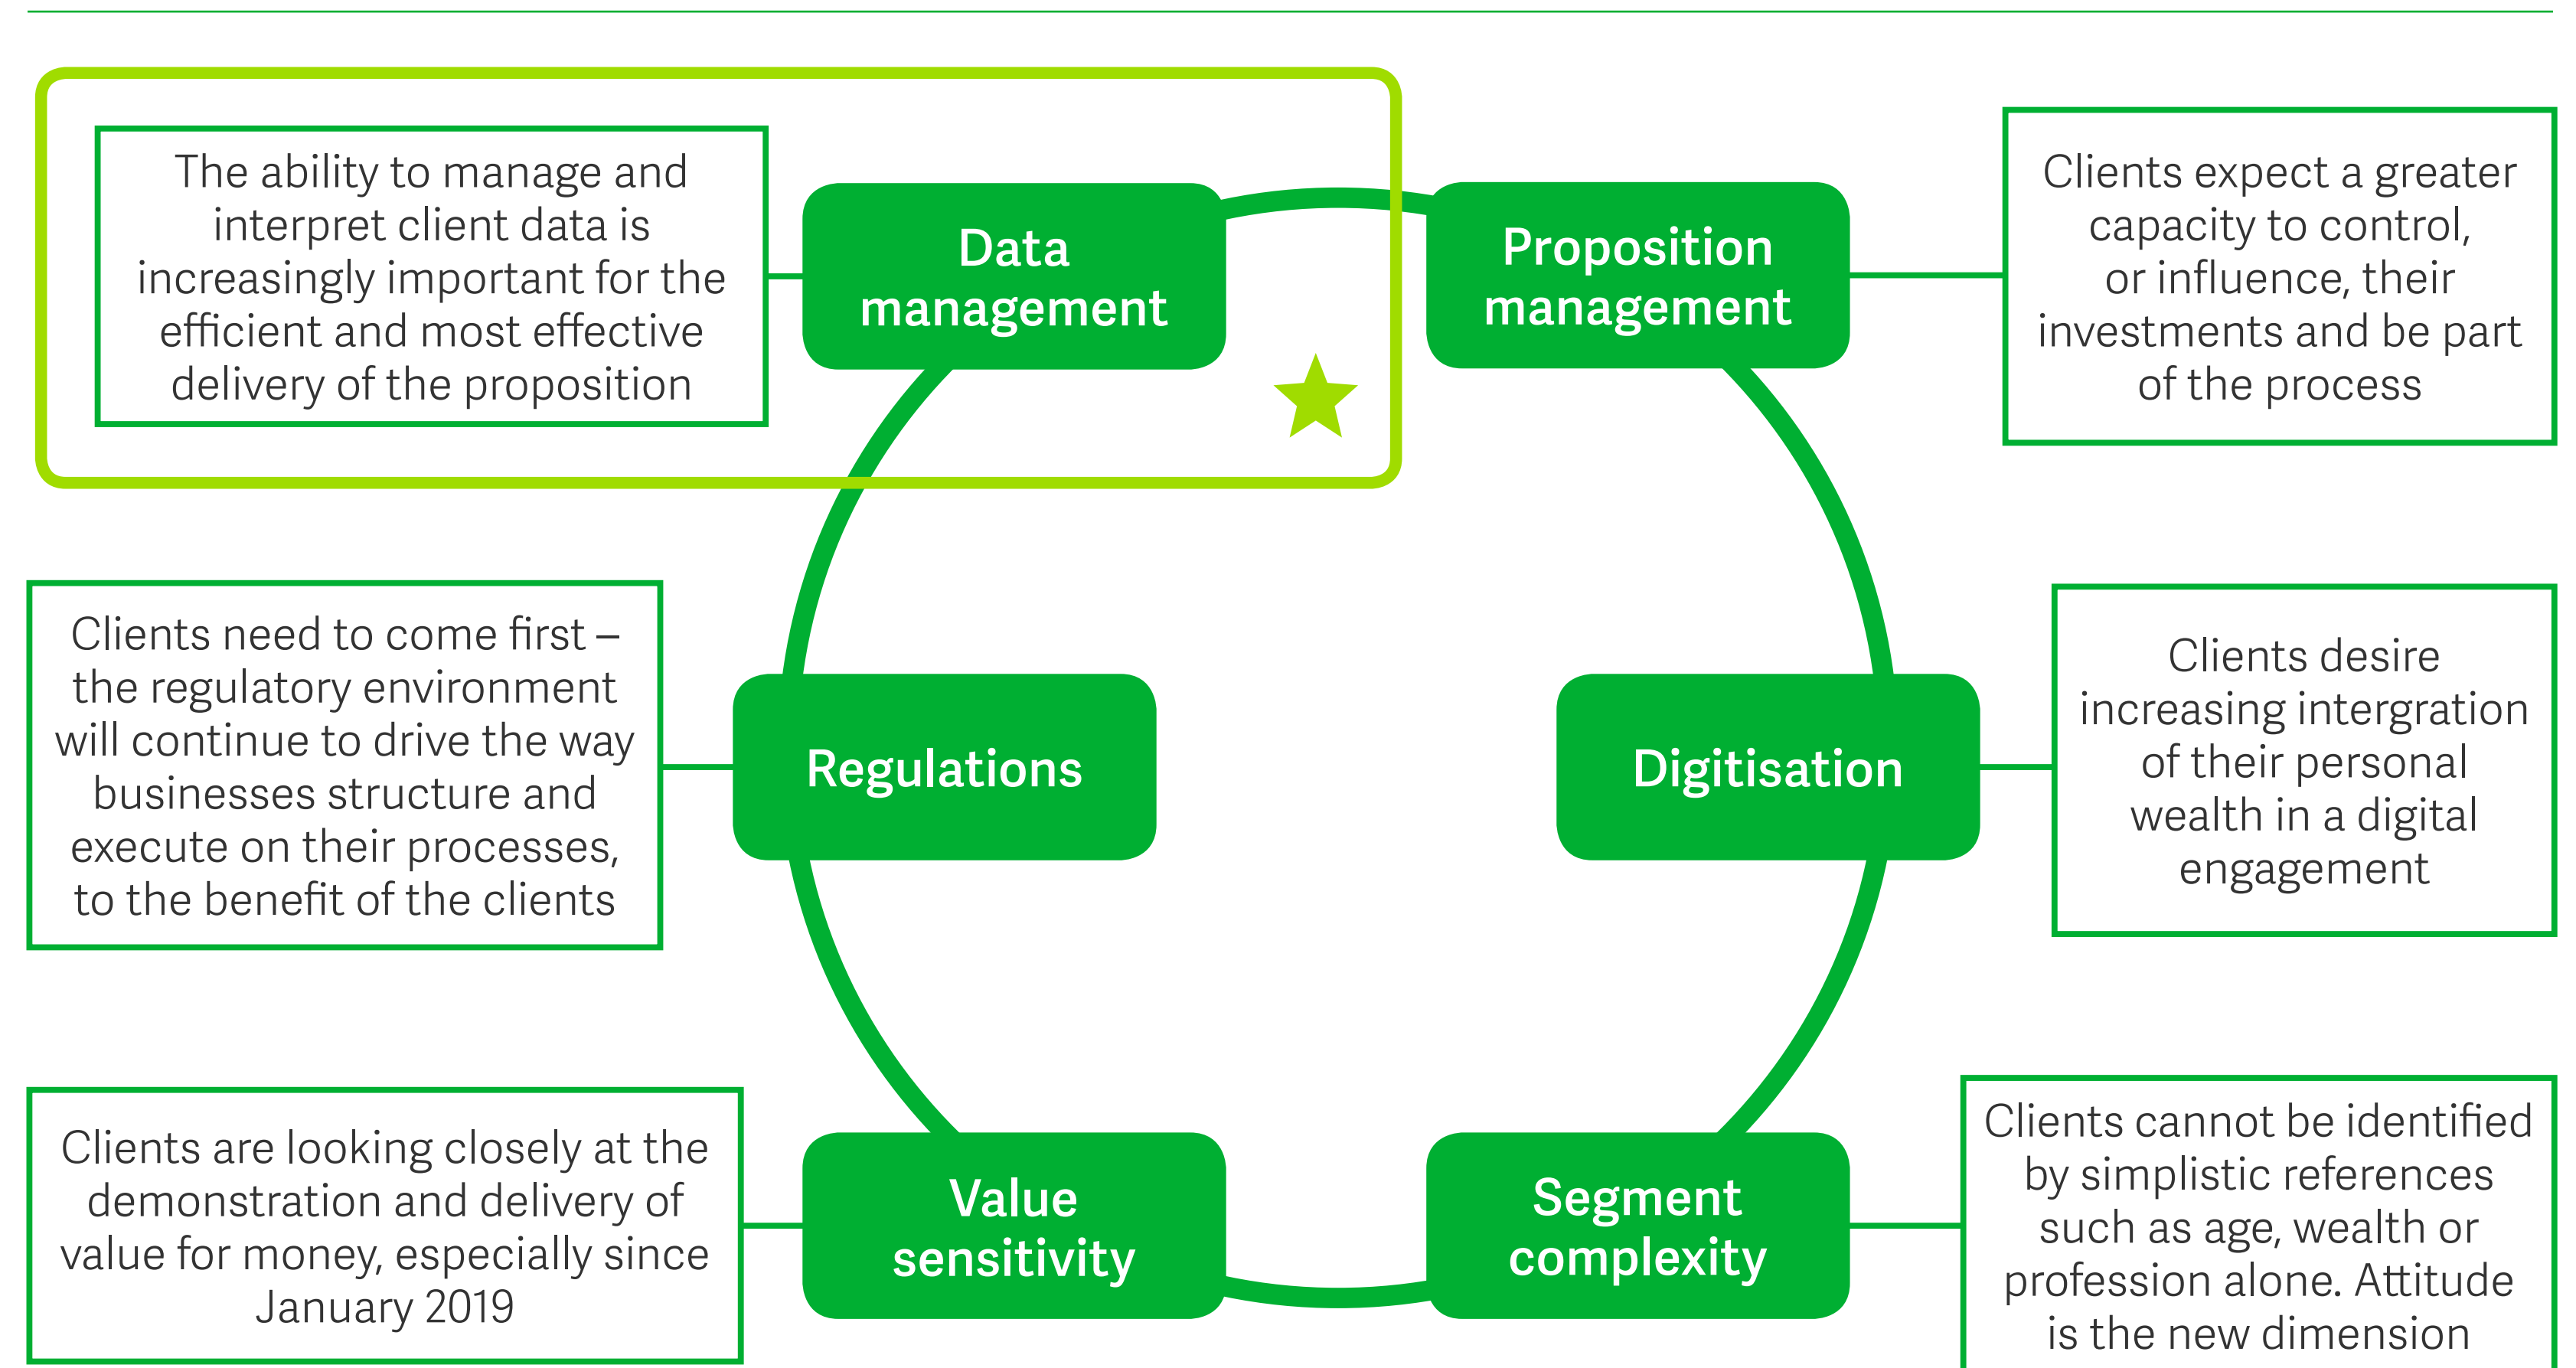 The ability to manage and
interpret client data is
increasingly important for the
efficient and most effective
delivery of the proposition
Data
management
Proposition
management
Clients expect a greater
capacity to control,
or influence, their
investments and be part
of the process
Clients need to come first –
the regulatory environment
will continue to drive the way
businesses structure and
execute on their processes,
to the benefit of the clients
Regulations
Digitisation
Clients desire
increasing intergration
of their personal
wealth in a digital
engagement
Clients are looking closely at the
demonstration and delivery of
value for money, especially since
January 2019
Value
sensitivity
Segment
complexity
Clients cannot be identified
by simplistic references
such as age, wealth or
profession alone. Attitude
is the new dimension